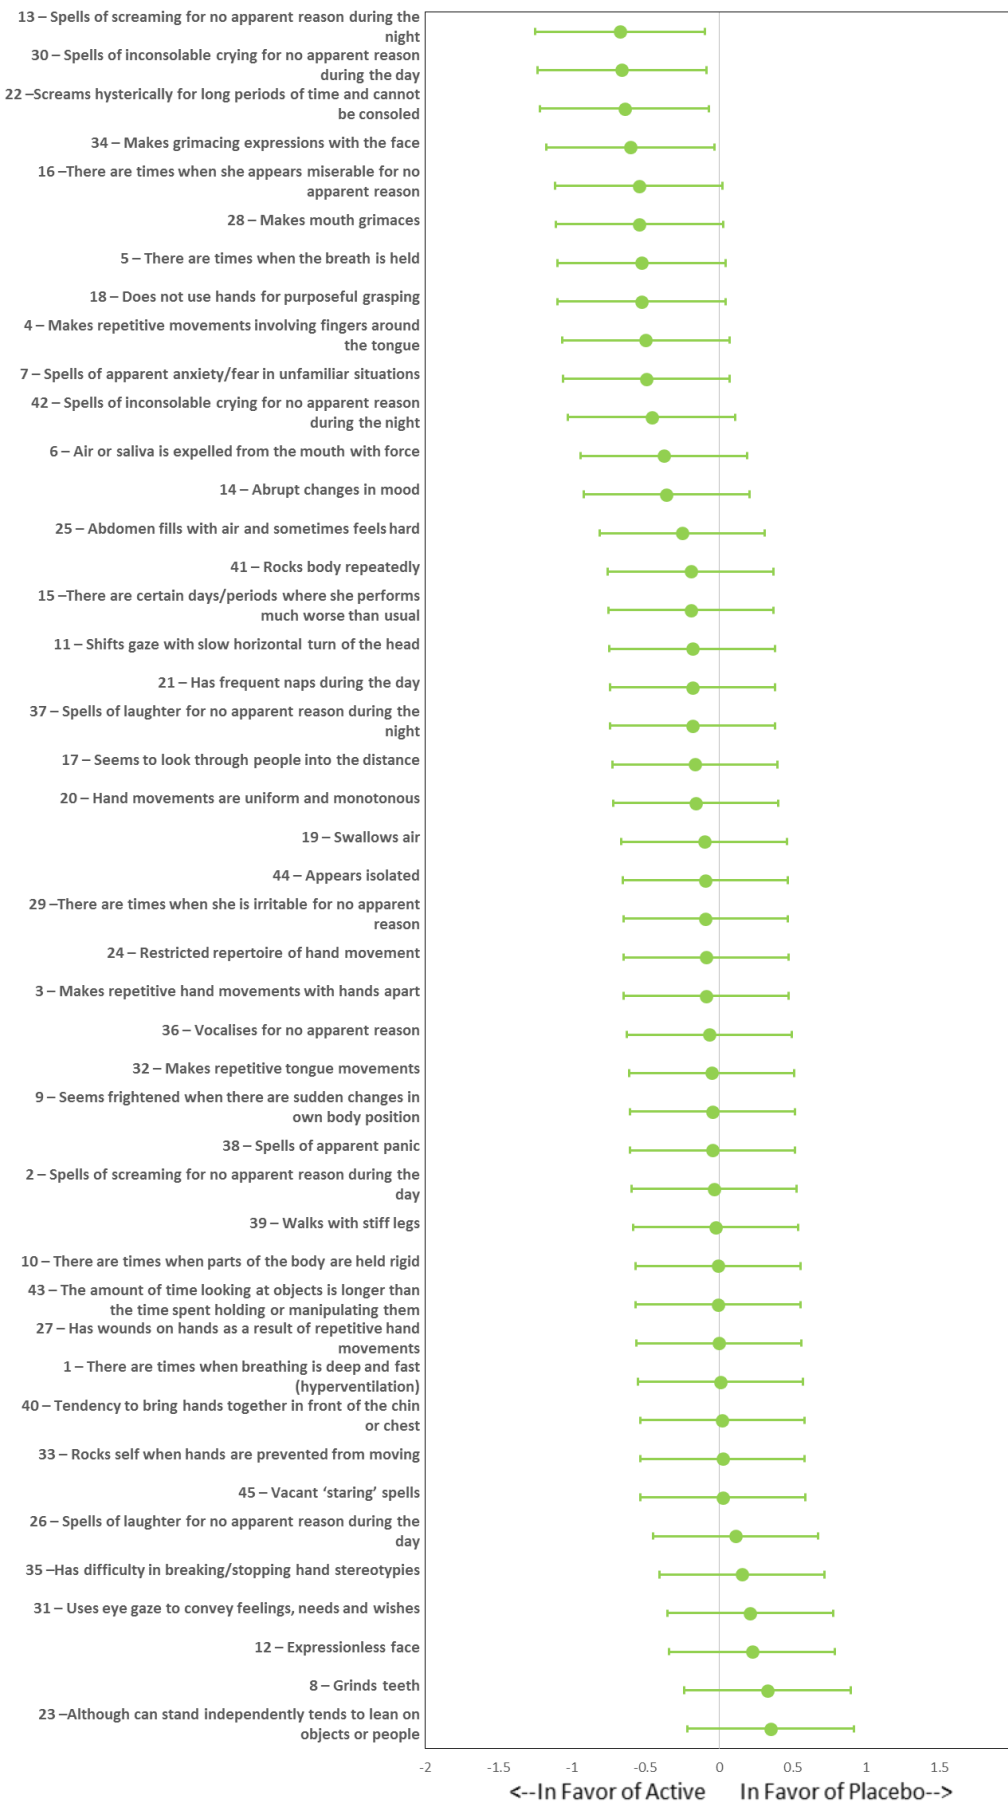 13 – Spells of screaming for no apparent reason during the
night
30 – Spells of inconsolable crying for no apparent reason
during the day
22 –Screams hysterically for long periods of time and cannot
be consoled
34 – Makes grimacing expressions with the face
16 –There are times when she appears miserable for no
apparent reason
28 – Makes mouth grimaces
5 – There are times when the breath is held
18 – Does not use hands for purposeful grasping
4 – Makes repetitive movements involving fingers around
the tongue
7 – Spells of apparent anxiety/fear in unfamiliar situations
42 – Spells of inconsolable crying for no apparent reason
during the night
6 – Air or saliva is expelled from the mouth with force
14 – Abrupt changes in mood
25 – Abdomen fills with air and sometimes feels hard
41 – Rocks body repeatedly
15 –There are certain days/periods where she performs
much worse than usual
11 – Shifts gaze with slow horizontal turn of the head
21 – Has frequent naps during the day
37 – Spells of laughter for no apparent reason during the
night
17 – Seems to look through people into the distance
20 – Hand movements are uniform and monotonous
19 – Swallows air
44 – Appears isolated
29 –There are times when she is irritable for no apparent
reason
24 – Restricted repertoire of hand movement
3 – Makes repetitive hand movements with hands apart
36 – Vocalises for no apparent reason
32 – Makes repetitive tongue movements
9 – Seems frightened when there are sudden changes in
own body position
38 – Spells of apparent panic
2 – Spells of screaming for no apparent reason during the
day
39 – Walks with stiff legs
10 – There are times when parts of the body are held rigid
43 – The amount of time looking at objects is longer than
the time spent holding or manipulating them
27 – Has wounds on hands as a result of repetitive hand
movements
1 – There are times when breathing is deep and fast
(hyperventilation)
40 – Tendency to bring hands together in front of the chin
or chest
33 – Rocks self when hands are prevented from moving
45 – Vacant ‘staring’ spells
26 – Spells of laughter for no apparent reason during the
day
35 –Has difficulty in breaking/stopping hand stereotypies
31 – Uses eye gaze to convey feelings, needs and wishes
12 – Expressionless face
8 – Grinds teeth
23 –Although can stand independently tends to lean on
objects or people
-2 -1.5 -1 -0.5 0 0.5 1 1.5
<--In Favor of Active In Favor of Placebo-->